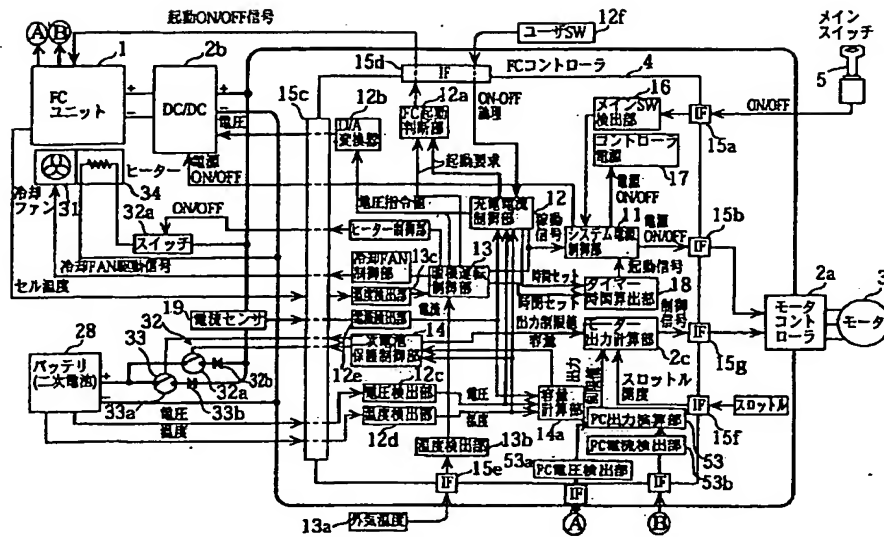 Ⓐ Ⓑ
起動ON/OFF信号
1
2b
FC
ユニット
DC/DC
+
−
電圧
15c
15d
IF
12f
ユーザSW
FCコントローラ
4
メイン
スイッチ
5
12b
D/A
変換器
12a
FC起動
判断部
ON-OFF
論理
16
メインSW
検出部
ON/OFF
IF
15a
コントローラ
電源
17
電源
ON/OFF
起動要求
電圧指令値
冷却
ファン31
ヒーター
34
32a
ON/OFF
スイッチ
冷却FAN駆動信号
セル温度
12
充電電流
制御部
稼動
信号
11
システム電源
制御部
電源
ON/OFF
15b
IF
ヒーター制御部
冷却FAN
制御部
13c
13
温度検出部
電流
起動信号
時間セット
時間セット
タイマー
時間算出部
18
制御
信号
2a
モータ
コントローラ
3
モータ
19
電流センサ
電流検出部
14
二次電池
保護制御部
出力制限値
容量
モーター
出力計算部
2c
IF
15g
28
バッテリ
(二次電池)
+
−
33
32
32a
32b
33a
33b
電圧
温度
12e
12c
電圧検出部
電圧
12d
温度検出部
温度
容量
計算部
14a
出力
制限値
スロットル
開度
IF
スロットル
15f
13b
温度検出部
15e
IF
13a
外気温度
53a
FC電圧検出部
FC出力演算部
53
FC電流検出部
53b
IF
IF
Ⓐ
Ⓑ